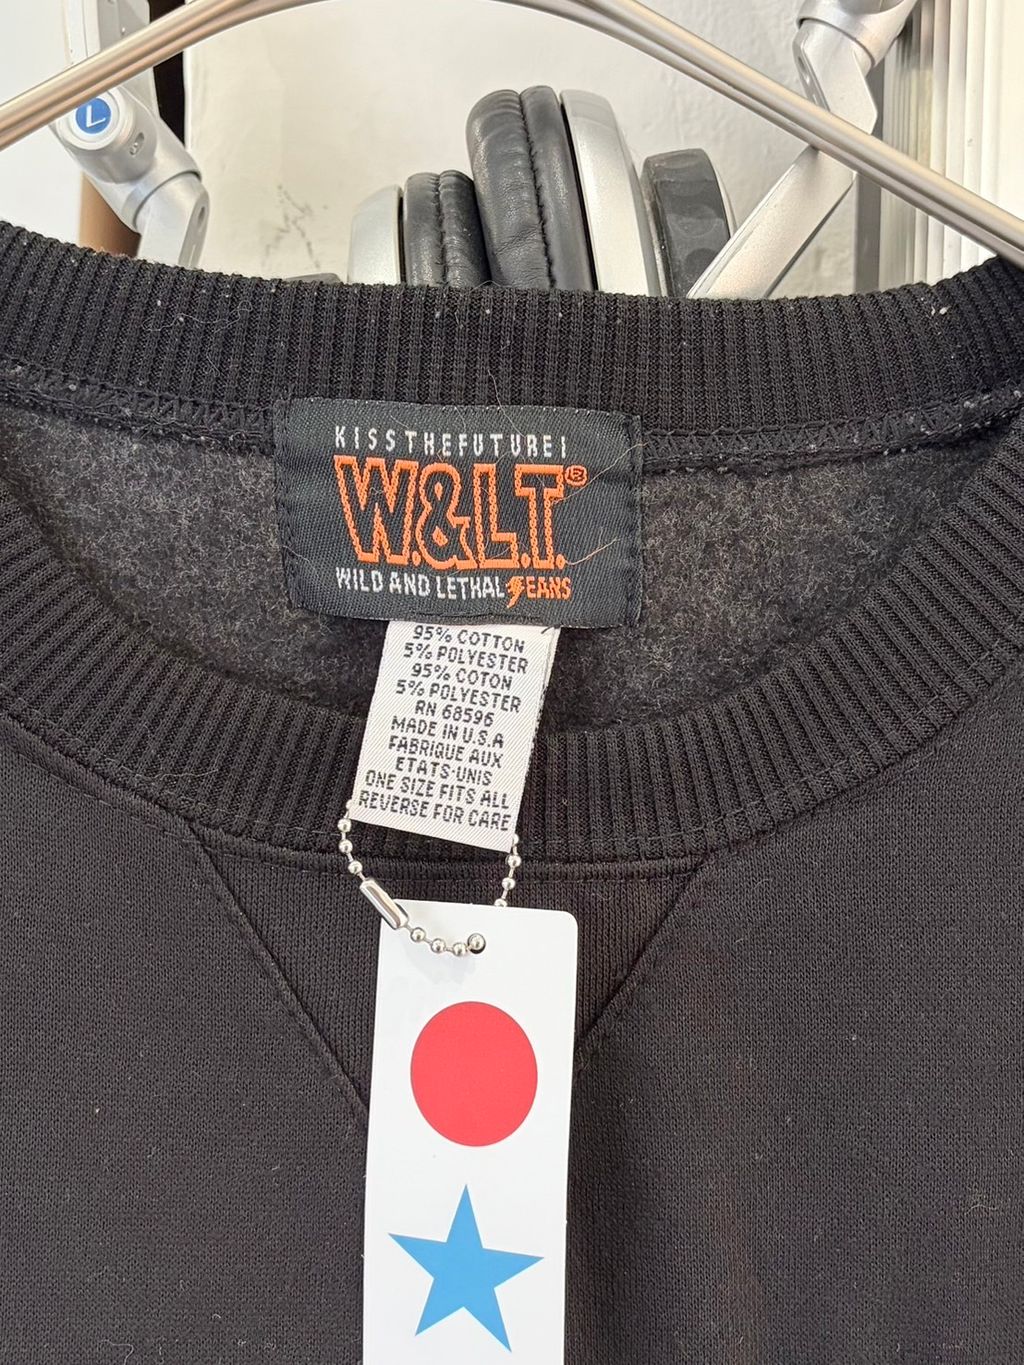 L
KISSTHEFUTURE!
W.&L.T.®
WILD AND LETHAL JEANS
95% COTTON
5% POLYESTER
95% COTON
5% POLYESTER
RN 68596
MADE IN U.S.A
FABRIQUE AUX
ETATS-UNIS
ONE SIZE FITS ALL
REVERSE FOR CARE